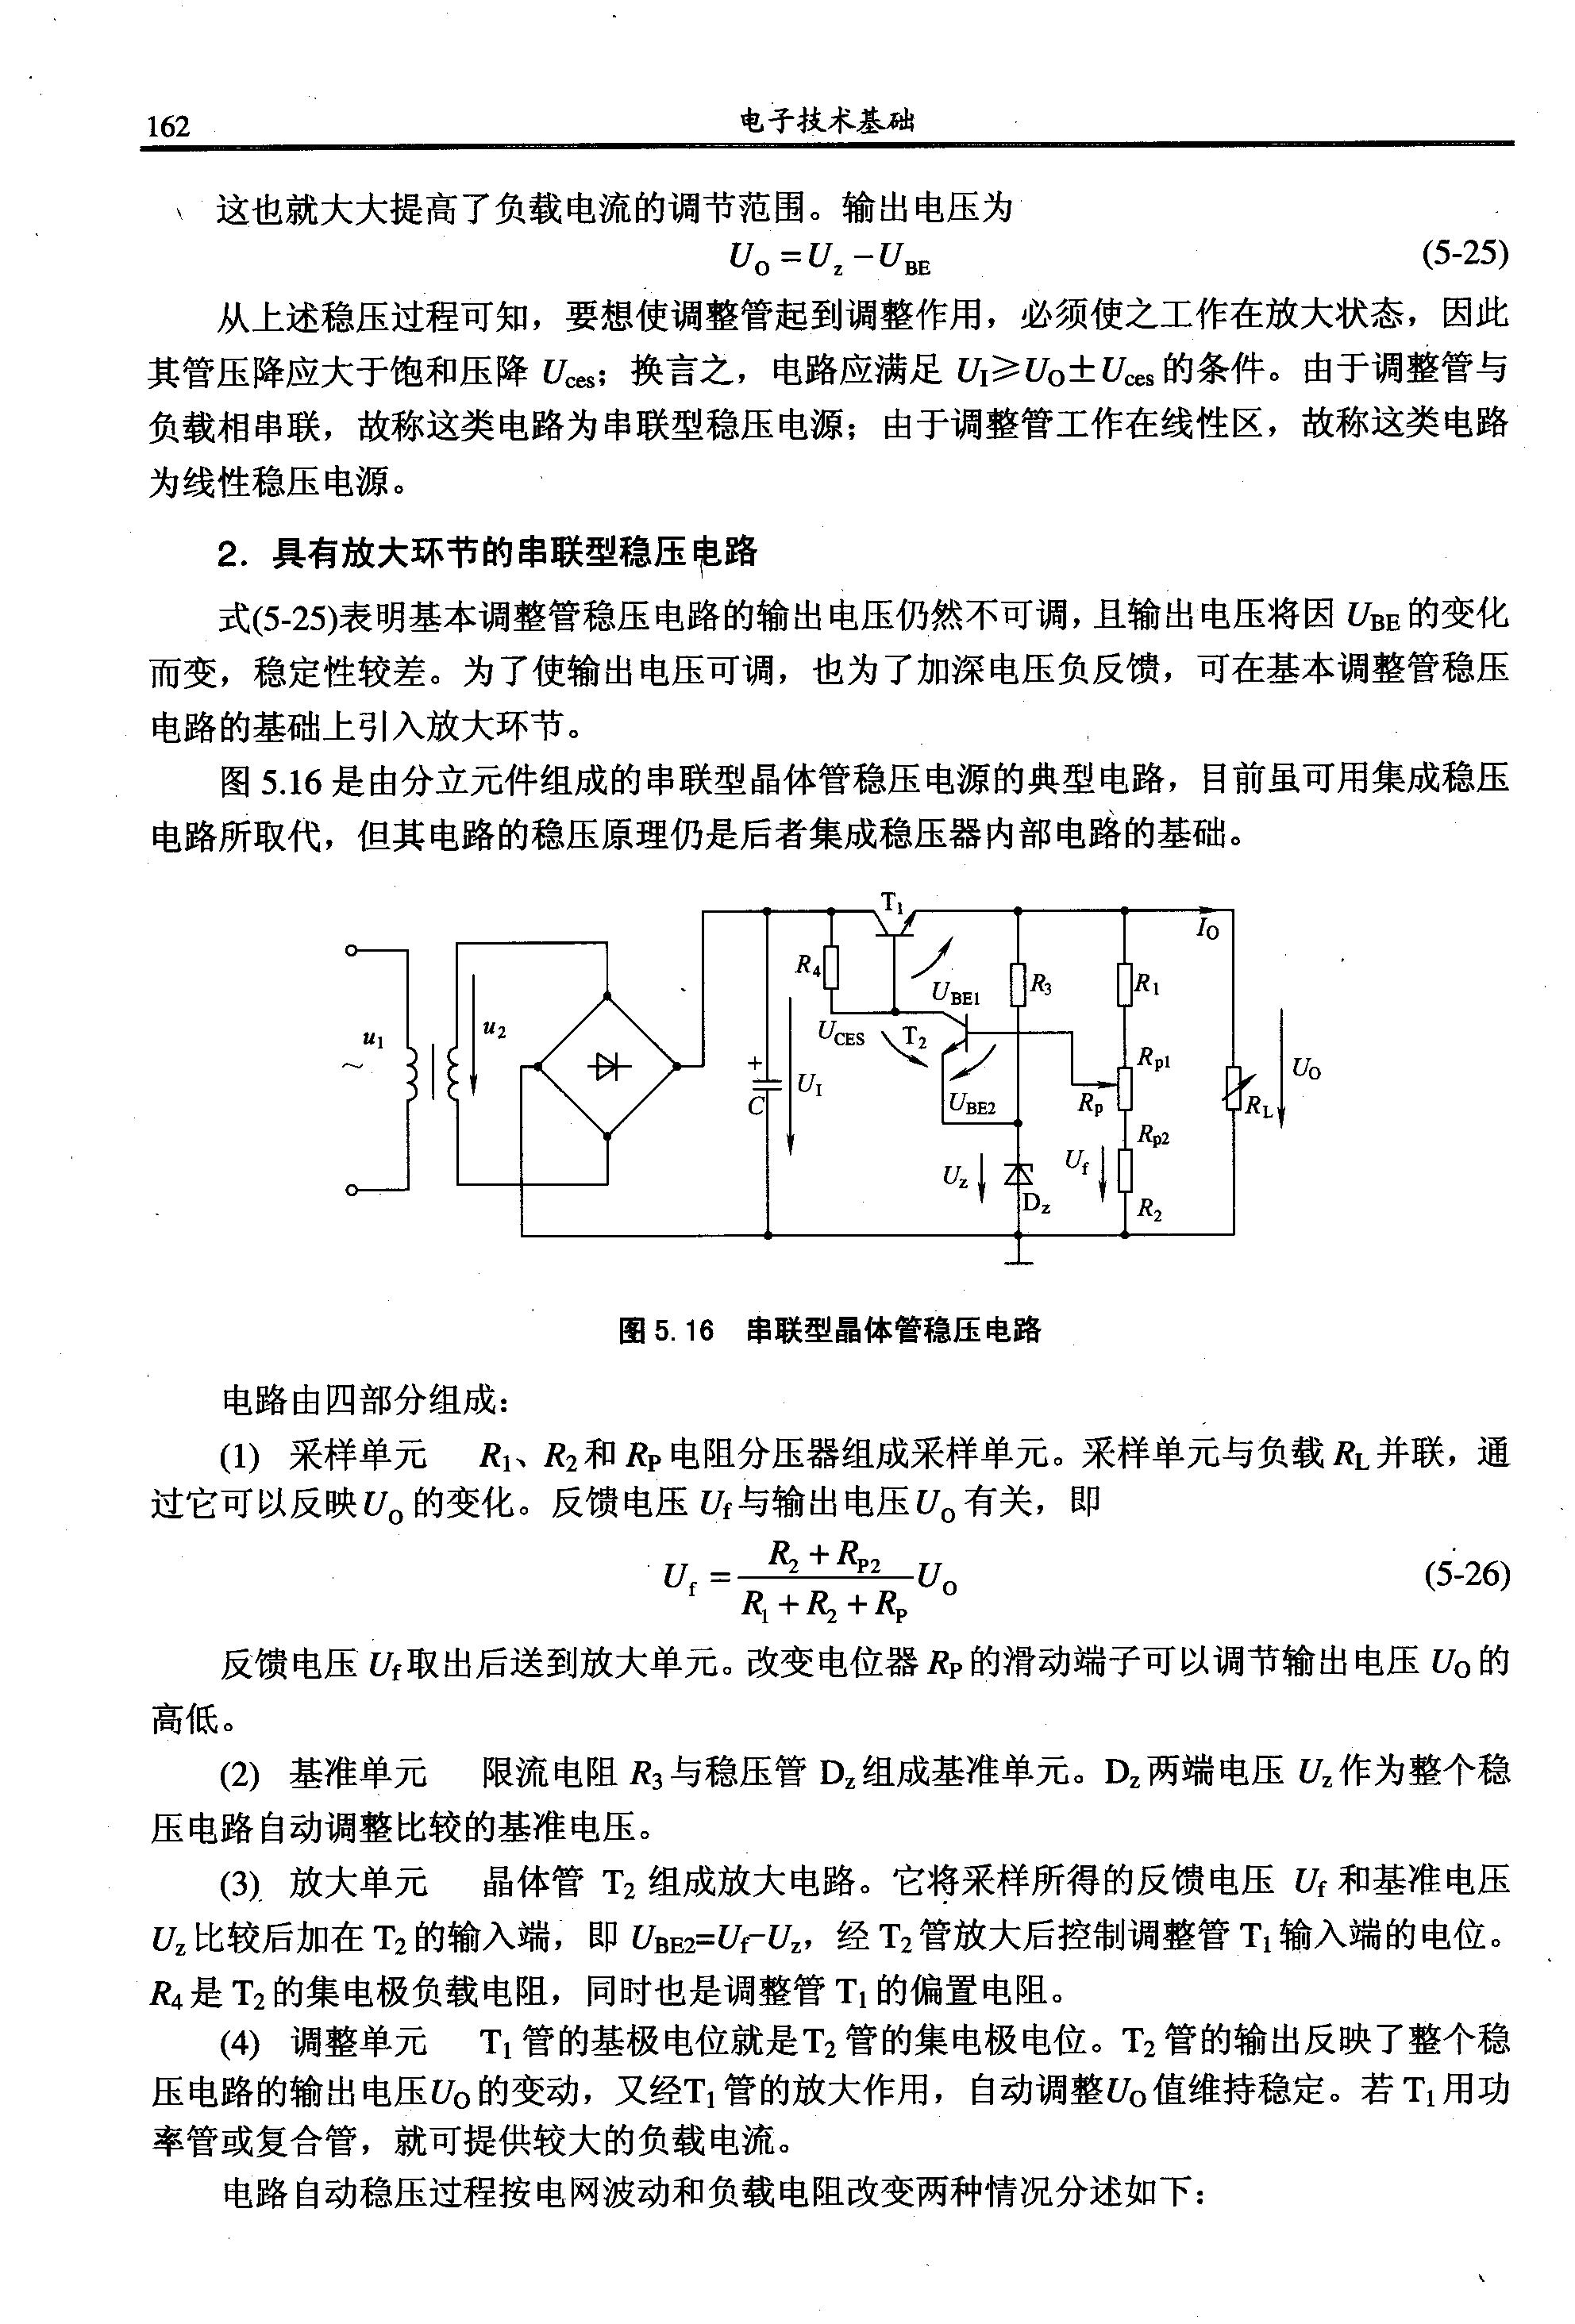 162
电子技术基础
这也就大大提高了负载电流的调节范围。输出电压为
U_O = U_z − U_BE (5-25)
从上述稳压过程可知，要想使调整管起到调整作用，必须使之工作在放大状态，因此
其管压降应大于饱和压降 U_ces；换言之，电路应满足 U_I≥U_O±U_ces 的条件。由于调整管与
负载相串联，故称这类电路为串联型稳压电源；由于调整管工作在线性区，故称这类电路
为线性稳压电源。
2．具有放大环节的串联型稳压电路
式(5-25)表明基本调整管稳压电路的输出电压仍然不可调，且输出电压将因 U_BE 的变化
而变，稳定性较差。为了使输出电压可调，也为了加深电压负反馈，可在基本调整管稳压
电路的基础上引入放大环节。
图 5.16 是由分立元件组成的串联型晶体管稳压电源的典型电路，目前虽可用集成稳压
电路所取代，但其电路的稳压原理仍是后者集成稳压器内部电路的基础。
T_1
I_O
R_4
U_BE1
R_3
R_1
u_1
～
u_2
U_CES
T_2
+
C
U_I
U_BE2
R_p1
R_p
R_p2
R_L
U_O
U_z
D_z
U_f
R_2
图 5.16 串联型晶体管稳压电路
电路由四部分组成：
(1) 采样单元 R_1、R_2 和 R_P 电阻分压器组成采样单元。采样单元与负载 R_L 并联，通
过它可以反映 U_O 的变化。反馈电压 U_f 与输出电压 U_O 有关，即
U_f = (R_2 + R_P2)/(R_1 + R_2 + R_P) U_O (5-26)
反馈电压 U_f 取出后送到放大单元。改变电位器 R_P 的滑动端子可以调节输出电压 U_O 的
高低。
(2) 基准单元 限流电阻 R_3 与稳压管 D_z 组成基准单元。D_z 两端电压 U_z 作为整个稳
压电路自动调整比较的基准电压。
(3) 放大单元 晶体管 T_2 组成放大电路。它将采样所得的反馈电压 U_f 和基准电压
U_z 比较后加在 T_2 的输入端，即 U_BE2=U_f-U_z，经 T_2 管放大后控制调整管 T_1 输入端的电位。
R_4 是 T_2 的集电极负载电阻，同时也是调整管 T_1 的偏置电阻。
(4) 调整单元 T_1 管的基极电位就是 T_2 管的集电极电位。T_2 管的输出反映了整个稳
压电路的输出电压 U_O 的变动，又经 T_1 管的放大作用，自动调整 U_O 值维持稳定。若 T_1 用功
率管或复合管，就可提供较大的负载电流。
电路自动稳压过程按电网波动和负载电阻改变两种情况分述如下：